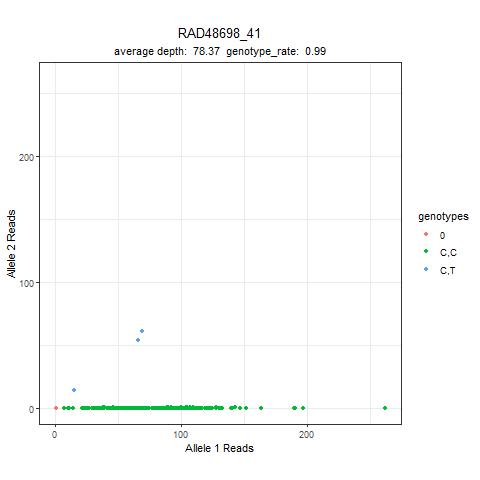 RAD48698_41
average depth:  78.37  genotype_rate:  0.99
200
100
0
Allele 2 Reads
0
100
200
Allele 1 Reads
genotypes
0
C,C
C,T